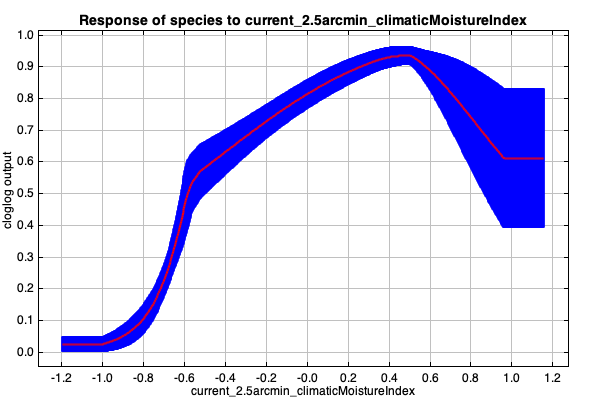 Response of species to current_2.5arcmin_climaticMoistureIndex
cloglog output
1.0
0.9
0.8
0.7
0.6
0.5
0.4
0.3
0.2
0.1
0.0
-1.2 -1.0 -0.8 -0.6 -0.4 -0.2 0.0 0.2 0.4 0.6 0.8 1.0 1.2
current_2.5arcmin_climaticMoistureIndex